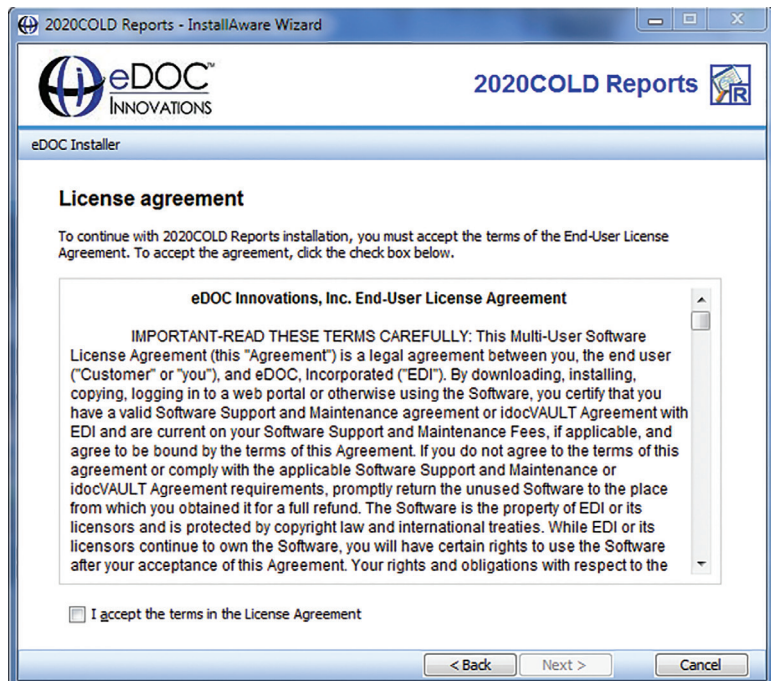 2020COLD Reports - InstallAware Wizard
eDOC™
INNOVATIONS
2020COLD Reports
R
eDOC Installer
License agreement
To continue with 2020COLD Reports installation, you must accept the terms of the End-User License
Agreement. To accept the agreement, click the check box below.
eDOC Innovations, Inc. End-User License Agreement
IMPORTANT-READ THESE TERMS CAREFULLY: This Multi-User Software
License Agreement (this "Agreement") is a legal agreement between you, the end user
("Customer" or "you"), and eDOC, Incorporated ("EDI"). By downloading, installing,
copying, logging in to a web portal or otherwise using the Software, you certify that you
have a valid Software Support and Maintenance agreement or idocVAULT Agreement with
EDI and are current on your Software Support and Maintenance Fees, if applicable, and
agree to be bound by the terms of this Agreement. If you do not agree to the terms of this
agreement or comply with the applicable Software Support and Maintenance or
idocVAULT Agreement requirements, promptly return the unused Software to the place
from which you obtained it for a full refund. The Software is the property of EDI or its
licensors and is protected by copyright law and international treaties. While EDI or its
licensors continue to own the Software, you will have certain rights to use the Software
after your acceptance of this Agreement. Your rights and obligations with respect to the
I accept the terms in the License Agreement
< Back
Next >
Cancel